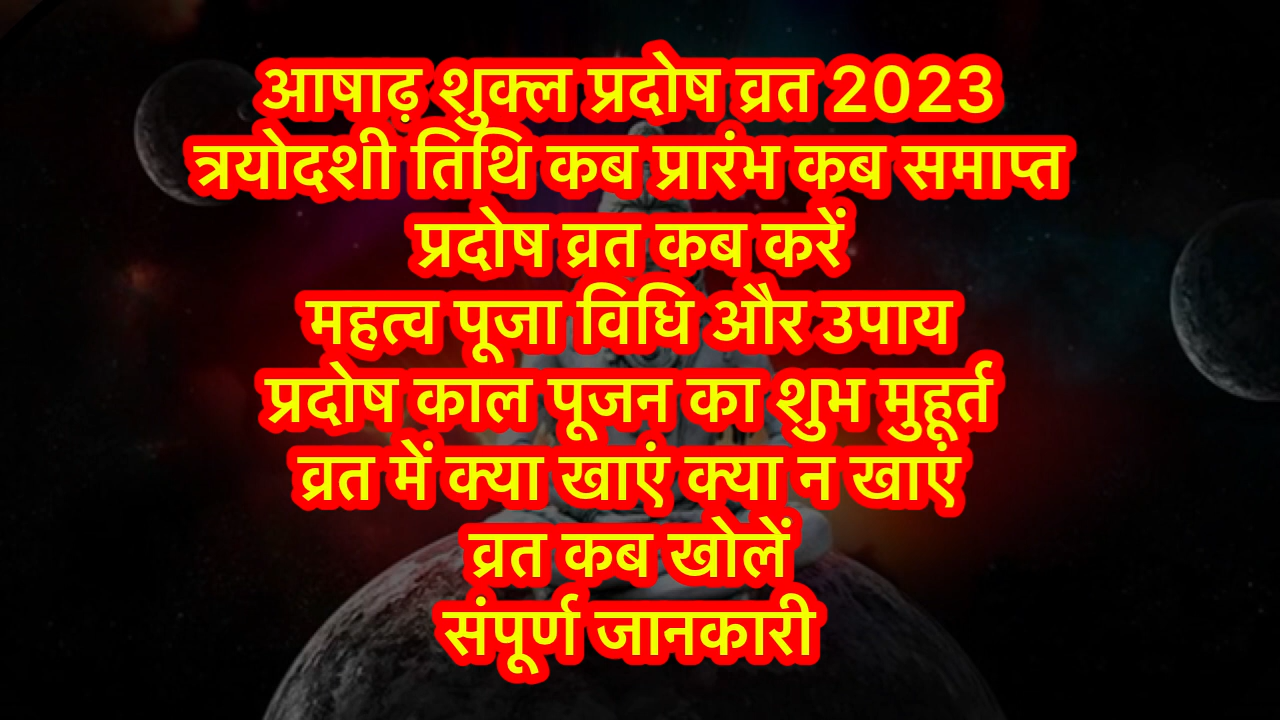 आषाढ़ शुक्ल प्रदोष व्रत 2023
त्रयोदशी तिथि कब प्रारंभ कब समाप्त
प्रदोष व्रत कब करें
महत्व पूजा विधि और उपाय
प्रदोष काल पूजन का शुभ मुहूर्त
व्रत में क्या खाएं क्या न खाएं
व्रत कब खोलें
संपूर्ण जानकारी